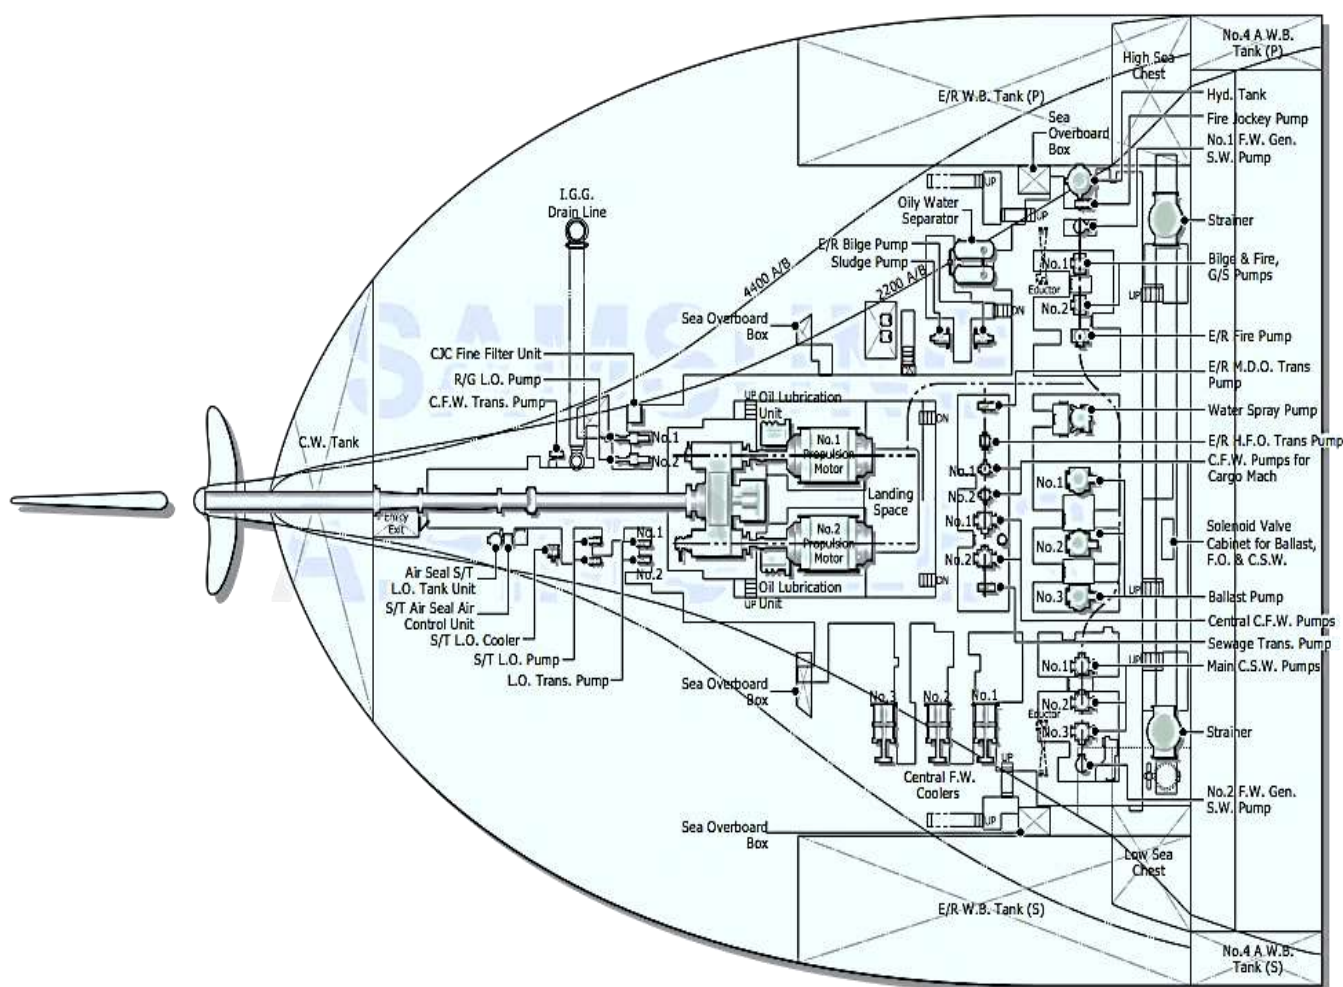 No.4 A W.B.
Tank (P)
High Sea
Chest
E/R W.B. Tank (P)
Hyd. Tank
Fire Jockey Pump
Sea
Overboard
Box
No.1 F.W. Gen.
S.W. Pump
UP
I.G.G.
Drain Line
Oily Water
Separator
UP
Strainer
E/R Bilge Pump
Sludge Pump
4400 A/B
2200 A/B
No.1
Bilge & Fire,
G/S Pumps
Eductor
UP
No.2
DN
Sea Overboard
Box
E/R Fire Pump
CJC Fine Filter Unit
R/G L.O. Pump
C.F.W. Trans. Pump
E/R M.D.O. Trans
Pump
UP
Oil Lubrication
Unit
DN
Water Spray Pump
C.W. Tank
No.1
No.2
No.1
Propulsion
Motor
E/R H.F.O. Trans Pump
C.F.W. Pumps for
Cargo Mach
No.1
No.2
No.1
Landing
Space
Entry
Exit
No.1
No.2
Propulsion
Motor
No.1
No.2
No.2
Solenoid Valve
Cabinet for Ballast,
F.O. & C.S.W.
No.2
Air Seal S/T
L.O. Tank Unit
S/T Air Seal Air
Control Unit
S/T L.O. Cooler
S/T L.O. Pump
L.O. Trans. Pump
UP
Oil Lubrication
Unit
DN
No.3
UP
Ballast Pump
Central C.F.W. Pumps
Sewage Trans. Pump
No.1
UP
Main C.S.W. Pumps
Sea Overboard
Box
No.3
No.2
No.1
No.2
Eductor
No.3
Strainer
Central F.W.
Coolers
UP
No.2 F.W. Gen.
S.W. Pump
UP
Sea Overboard
Box
Low Sea
Chest
E/R W.B. Tank (S)
No.4 A W.B.
Tank (S)